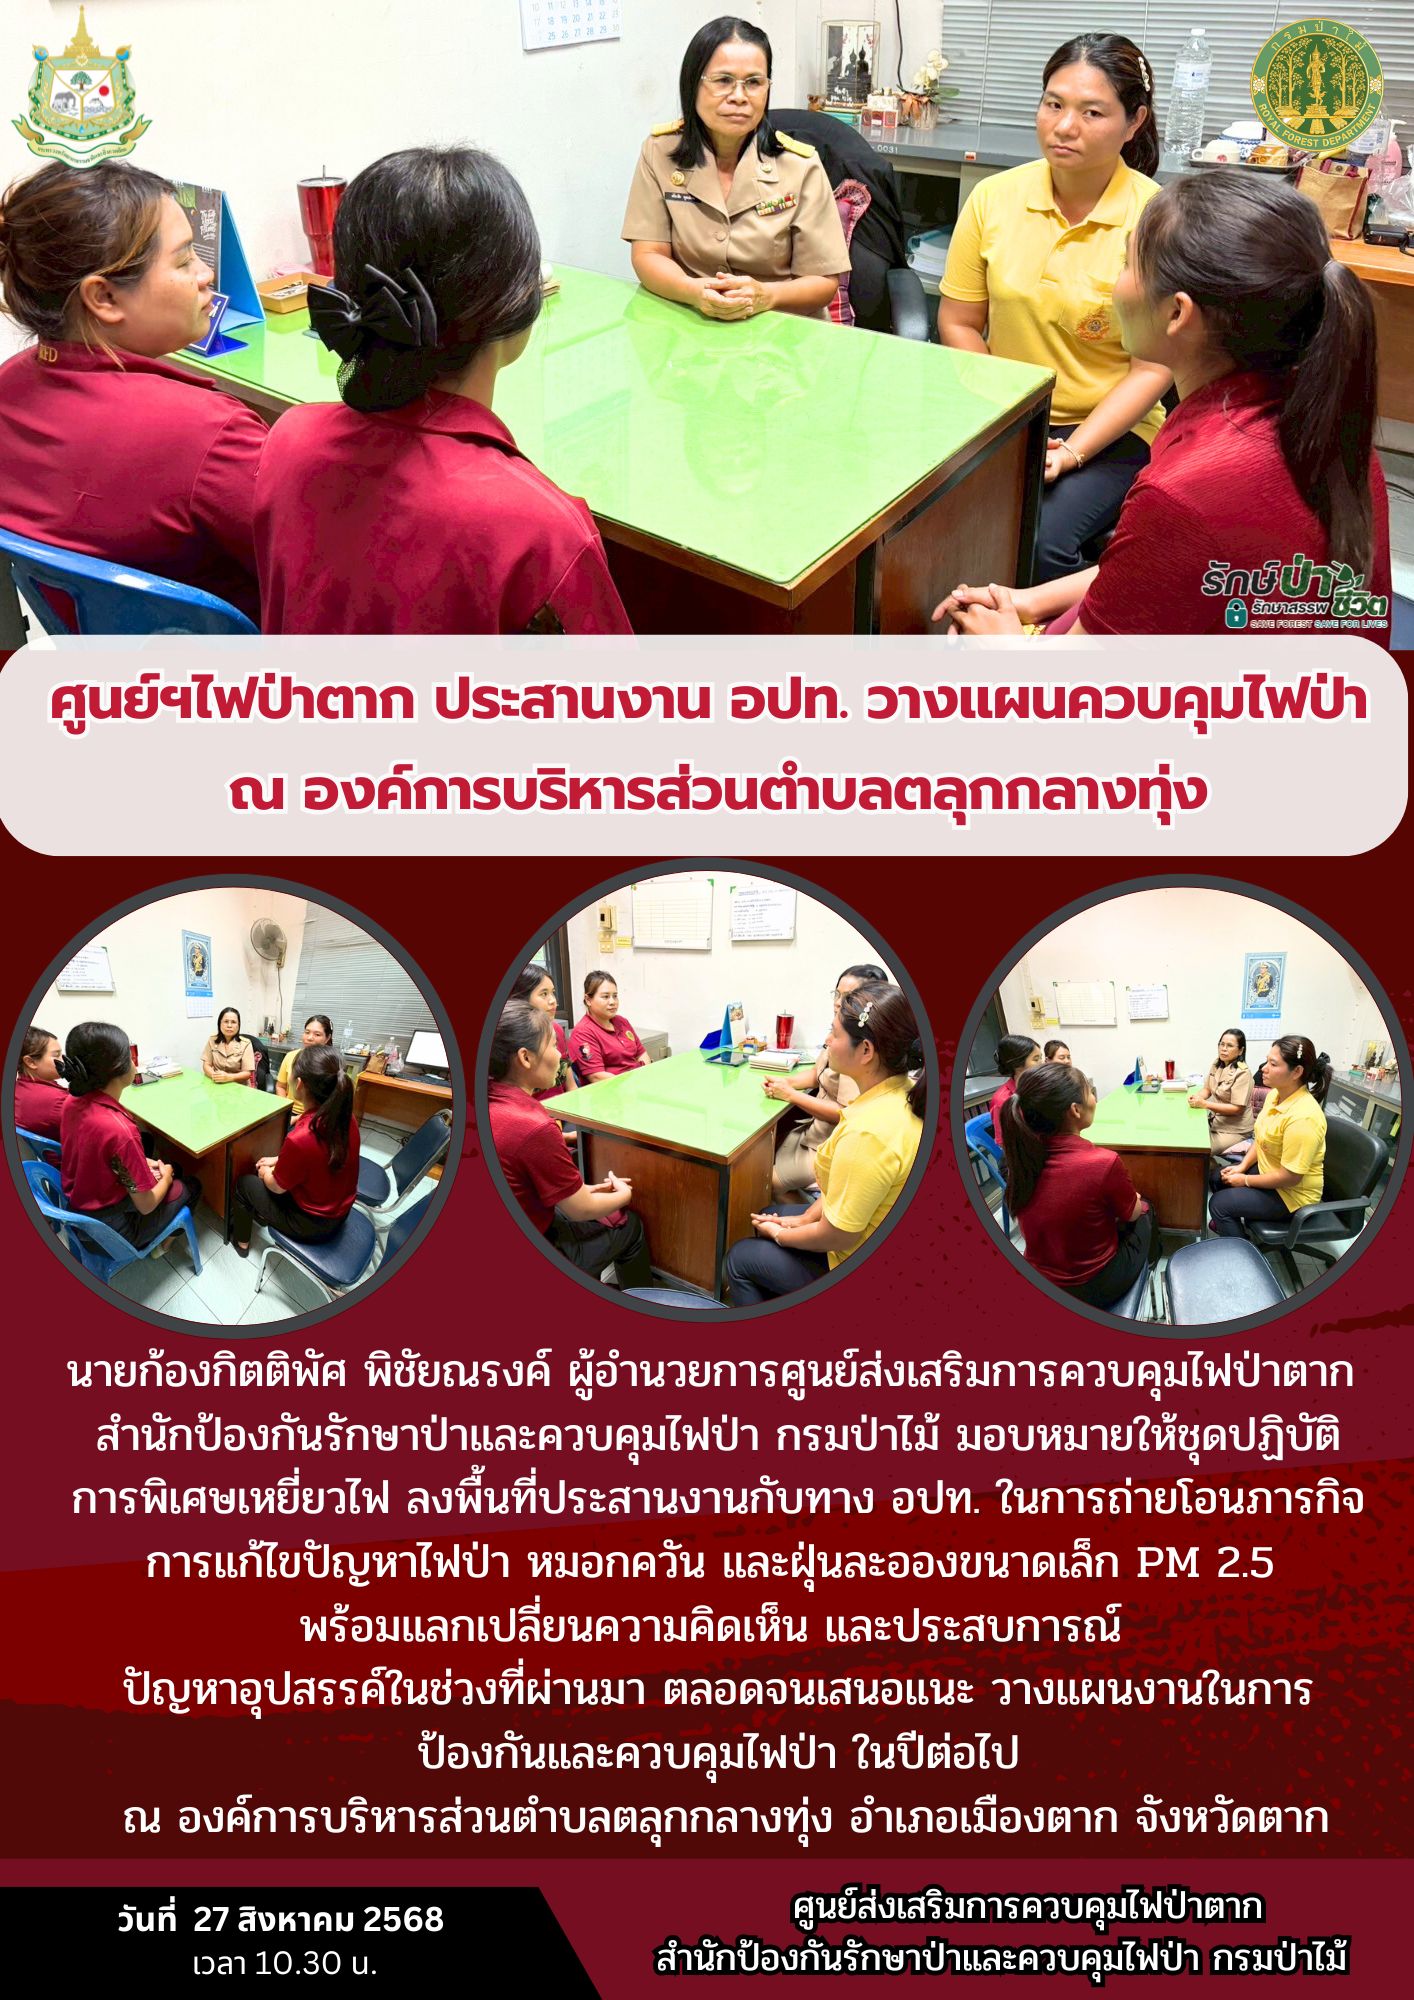 กรมป่าไม้
ROYAL FOREST DEPARTMENT
RFD
0031
รักษ์ป่า
รักษาสรรพชีวิต
SAVE FOREST SAVE FOR LIVES
ศูนย์ฯไฟป่าตาก ประสานงาน อปท. วางแผนควบคุมไฟป่า
ณ องค์การบริหารส่วนตำบลตลุกกลางทุ่ง
นายก้องกิตติพัศ พิชัยณรงค์ ผู้อำนวยการศูนย์ส่งเสริมการควบคุมไฟป่าตาก
สำนักป้องกันรักษาป่าและควบคุมไฟป่า กรมป่าไม้ มอบหมายให้ชุดปฏิบัติ
การพิเศษเหยี่ยวไฟ ลงพื้นที่ประสานงานกับทาง อปท. ในการถ่ายโอนภารกิจ
การแก้ไขปัญหาไฟป่า หมอกควัน และฝุ่นละอองขนาดเล็ก PM 2.5
พร้อมแลกเปลี่ยนความคิดเห็น และประสบการณ์
ปัญหาอุปสรรค์ในช่วงที่ผ่านมา ตลอดจนเสนอแนะ วางแผนงานในการ
ป้องกันและควบคุมไฟป่า ในปีต่อไป
ณ องค์การบริหารส่วนตำบลตลุกกลางทุ่ง อำเภอเมืองตาก จังหวัดตาก
วันที่ 27 สิงหาคม 2568
เวลา 10.30 น.
ศูนย์ส่งเสริมการควบคุมไฟป่าตาก
สำนักป้องกันรักษาป่าและควบคุมไฟป่า กรมป่าไม้